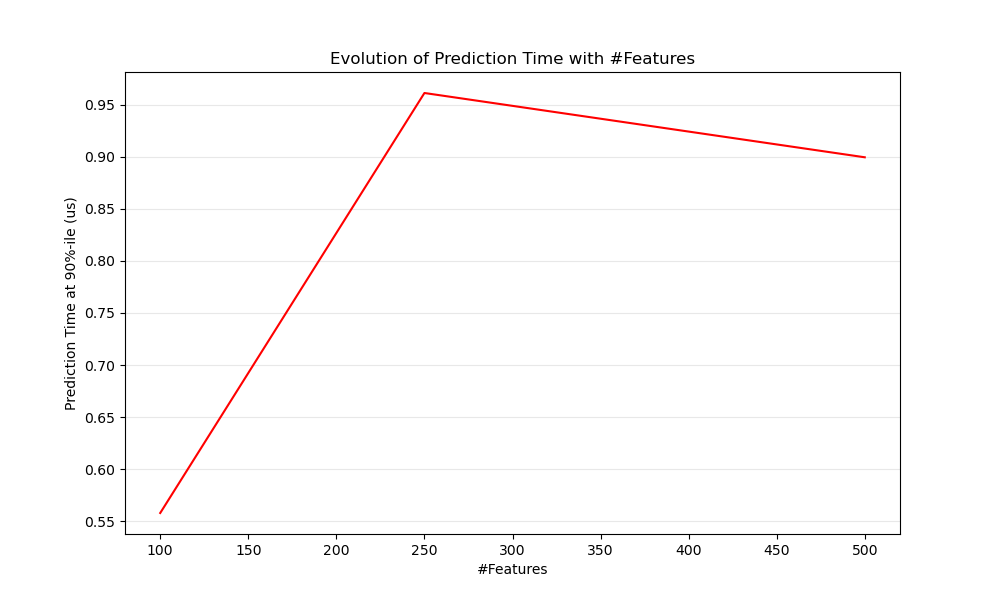 Evolution of Prediction Time with #Features
Prediction Time at 90%-ile (us)
0.95
0.90
0.85
0.80
0.75
0.70
0.65
0.60
0.55
100 150 200 250 300 350 400 450 500
#Features